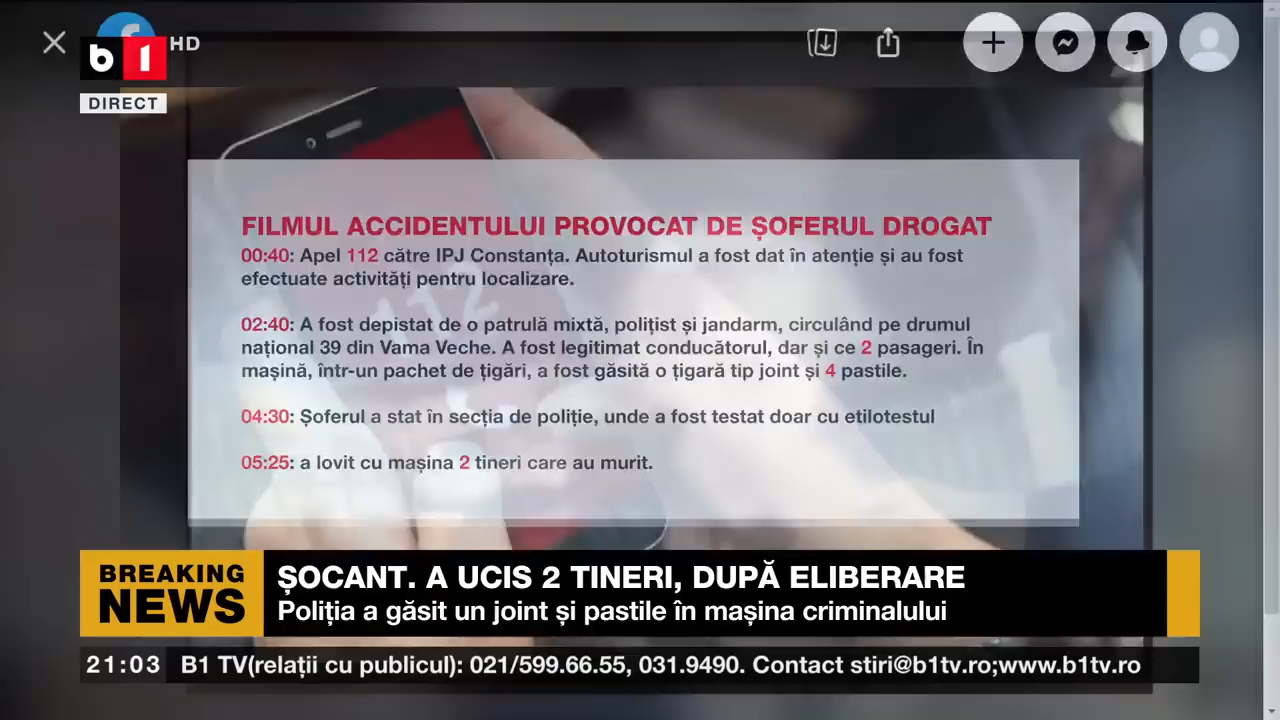 b1
HD
DIRECT
FILMUL ACCIDENTULUI PROVOCAT DE ȘOFERUL DROGAT
00:40: Apel 112 către IPJ Constanța. Autoturismul a fost dat în atenție și au fost
efectuate activități pentru localizare.
02:40: A fost depistat de o patrulă mixtă, polițist și jandarm, circulând pe drumul
național 39 din Vama Veche. A fost legitimat conducătorul, dar și ce 2 pasageri. În
mașină, într-un pachet de țigări, a fost găsită o țigară tip joint și 4 pastile.
04:30: Șoferul a stat în secția de poliție, unde a fost testat doar cu etilotestul
05:25: a lovit cu mașina 2 tineri care au murit.
112
BREAKING
NEWS
ȘOCANT. A UCIS 2 TINERI, DUPĂ ELIBERARE
Poliția a găsit un joint și pastile în mașina criminalului
21:03 B1 TV(relații cu publicul): 021/599.66.55, 031.9490. Contact stiri@b1tv.ro;www.b1tv.ro